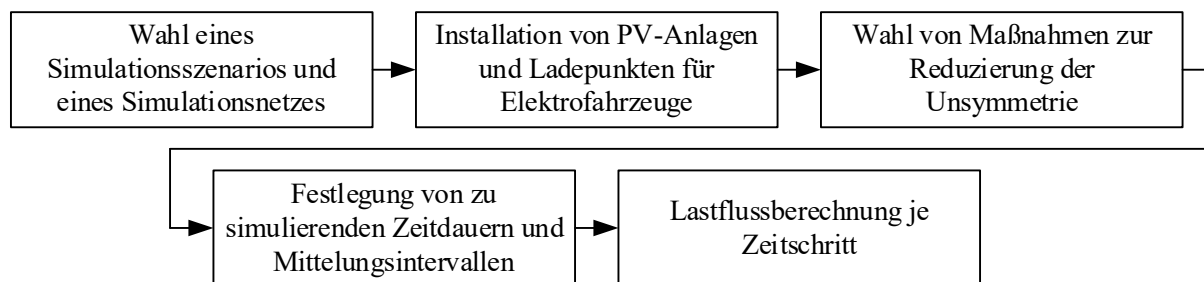 Wahl eines
Simulationsszenarios und
eines Simulationsnetzes
Installation von PV-Anlagen
und Ladepunkten für
Elektrofahrzeuge
Wahl von Maßnahmen zur
Reduzierung der
Unsymmetrie
Festlegung von zu
simulierenden Zeitdauern und
Mittelungsintervallen
Lastflussberechnung je
Zeitschritt